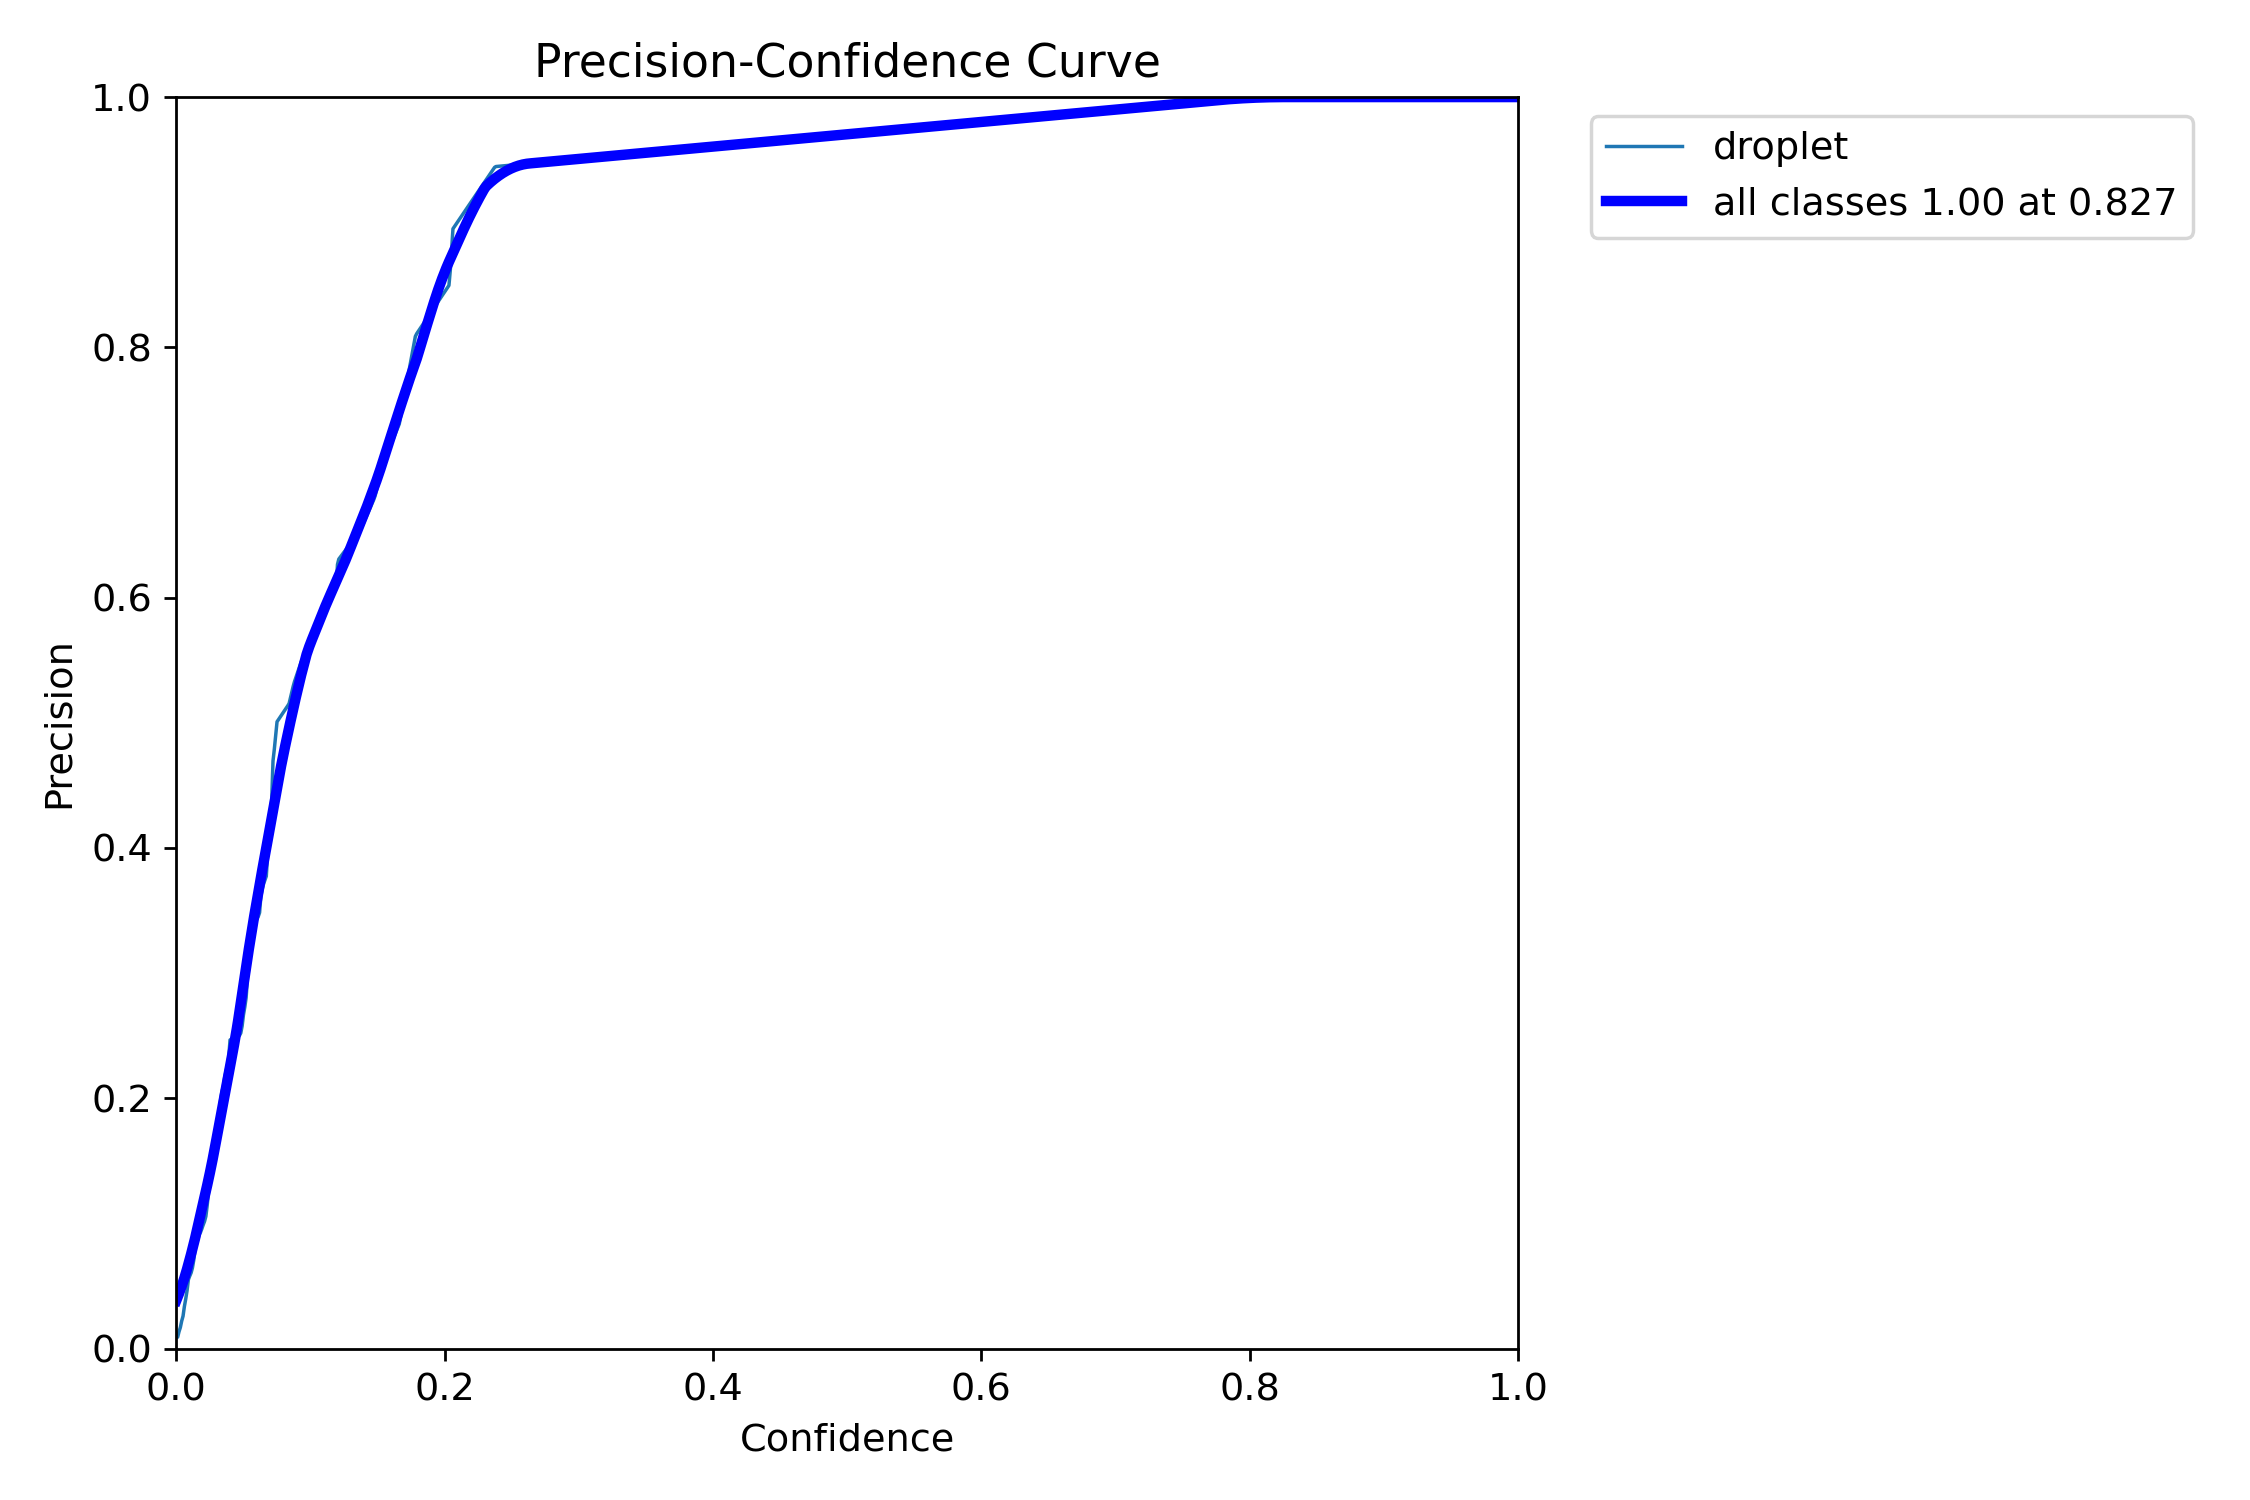 Precision-Confidence Curve
1.0
0.8
0.6
0.4
0.2
0.0
Precision
0.0 0.2 0.4 0.6 0.8 1.0
Confidence
droplet
all classes 1.00 at 0.827